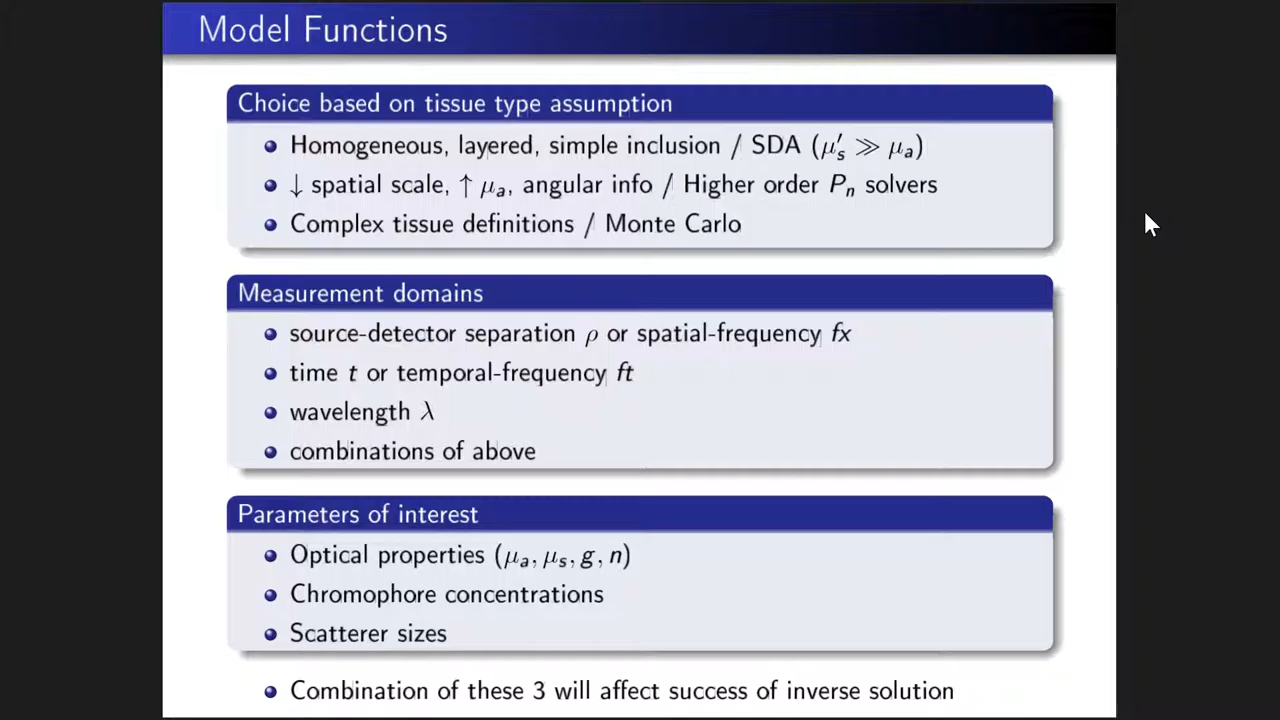 Model Functions
Choice based on tissue type assumption
Homogeneous, layered, simple inclusion / SDA (μ′ₛ ≫ μₐ)
↓ spatial scale, ↑ μₐ, angular info / Higher order Pₙ solvers
Complex tissue definitions / Monte Carlo
Measurement domains
source-detector separation ρ or spatial-frequency fx
time t or temporal-frequency ft
wavelength λ
combinations of above
Parameters of interest
Optical properties (μₐ, μₛ, g, n)
Chromophore concentrations
Scatterer sizes
Combination of these 3 will affect success of inverse solution